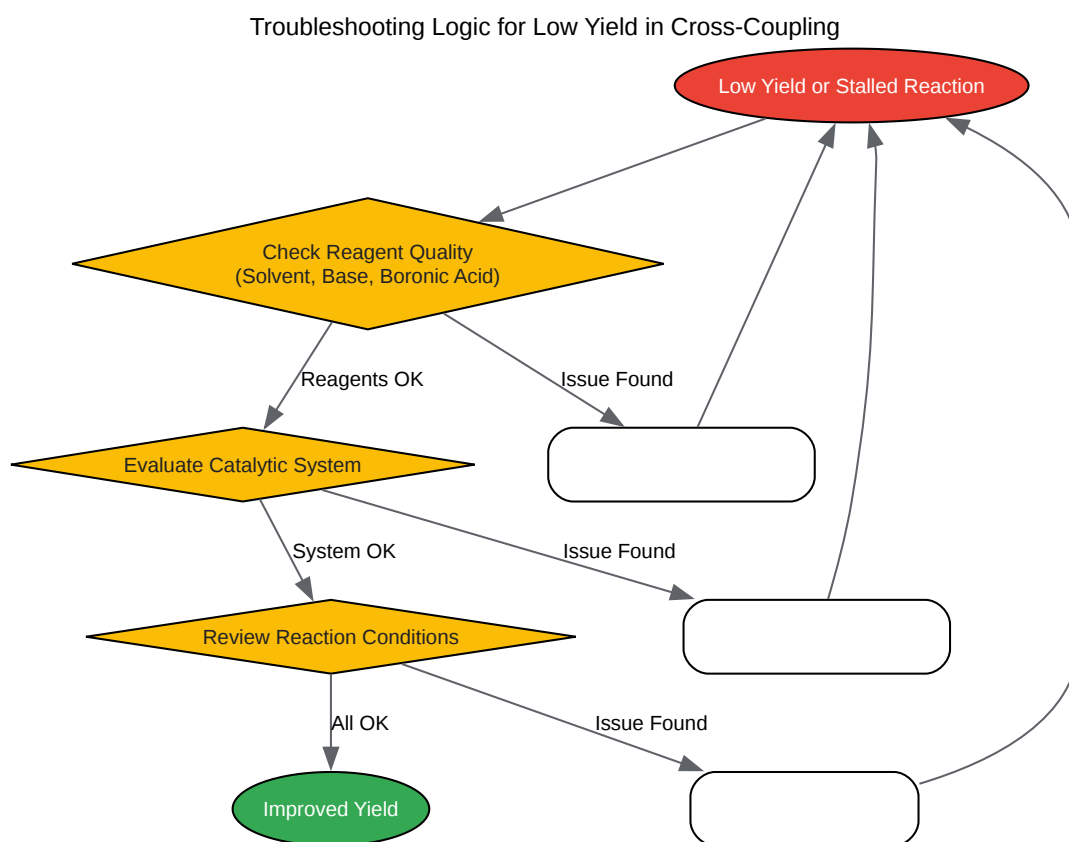 Troubleshooting Logic for Low Yield in Cross-Coupling
Low Yield or Stalled Reaction
Check Reagent Quality
(Solvent, Base, Boronic Acid)
Reagents OK
Issue Found
Evaluate Catalytic System
System OK
Issue Found
Review Reaction Conditions
All OK
Issue Found
Improved Yield